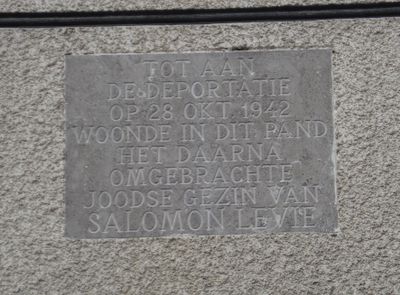 TOT AAN
DE DEPORTATIE
OP 28 OKT. 1942
WOONDE IN DIT PAND
HET DAARNA
OMGEBRACHTE
JOODSE GEZIN VAN
SALOMON LEVIE